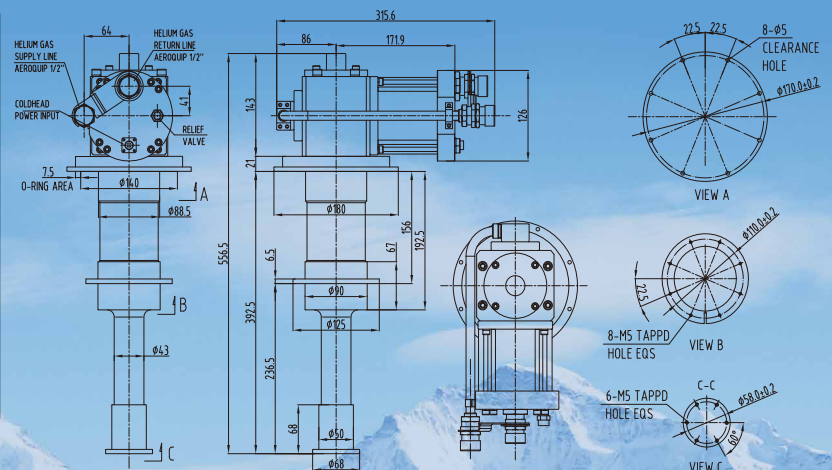 64
HELIUM GAS
SUPPLY LINE
AEROQUIP 1/2"
HELIUM GAS
RETURN LINE
AEROQUIP 1/2"
COLDHEAD
POWER INPUT
41
RELIEF
VALVE
7.5
O-RING AREA
Φ140
A
Φ88.5
B
Φ43
C
315.6
86
171.9
143
126
21
Φ180
556.5
392.5
6.5
67
156
192.5
Φ90
Φ125
236.5
68
Φ50
Φ68
22.5
22.5
8-Φ5
CLEARANCE
HOLE
Φ170.0±0.2
VIEW A
Φ110.0±0.2
22.5
8-M5 TAPPD
HOLE EQS
VIEW B
C-C
6-M5 TAPPD
HOLE EQS
Φ58.0±0.2
60°
VIEW C